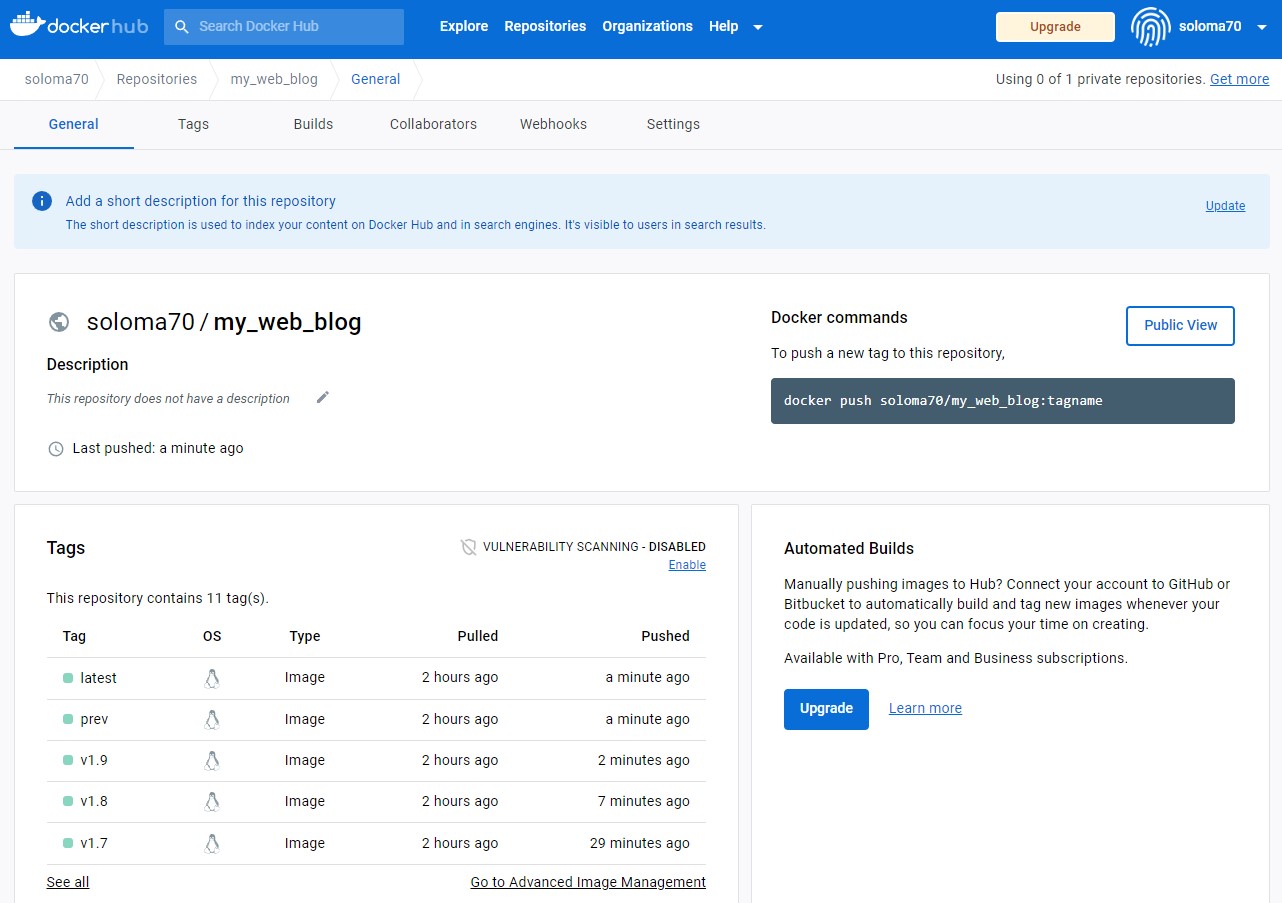 docker hub
Search Docker Hub
Explore Repositories Organizations Help
Upgrade
soloma70
soloma70 Repositories my_web_blog General
Using 0 of 1 private repositories. Get more
General Tags Builds Collaborators Webhooks Settings
Add a short description for this repository
The short description is used to index your content on Docker Hub and in search engines. It's visible to users in search results.
Update
soloma70 / my_web_blog
Description
This repository does not have a description
Last pushed: a minute ago
Docker commands
Public View
To push a new tag to this repository,
docker push soloma70/my_web_blog:tagname
Tags
VULNERABILITY SCANNING - DISABLED
Enable
This repository contains 11 tag(s).
Tag OS Type Pulled Pushed
latest Image 2 hours ago a minute ago
prev Image 2 hours ago a minute ago
v1.9 Image 2 hours ago 2 minutes ago
v1.8 Image 2 hours ago 7 minutes ago
v1.7 Image 2 hours ago 29 minutes ago
See all
Go to Advanced Image Management
Automated Builds
Manually pushing images to Hub? Connect your account to GitHub or
Bitbucket to automatically build and tag new images whenever your
code is updated, so you can focus your time on creating.
Available with Pro, Team and Business subscriptions.
Upgrade
Learn more